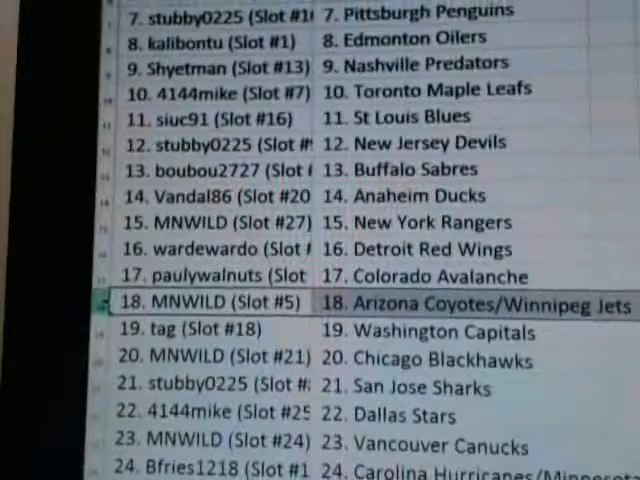 7. stubby0225 (Slot #1 7. Pittsburgh Penguins
8. kalibontu (Slot #1) 8. Edmonton Oilers
9. Shyetman (Slot #13) 9. Nashville Predators
10. 4144mike (Slot #7) 10. Toronto Maple Leafs
11. siuc91 (Slot #16) 11. St Louis Blues
12. stubby0225 (Slot # 12. New Jersey Devils
13. boubou2727 (Slot 13. Buffalo Sabres
14. Vandal86 (Slot #20 14. Anaheim Ducks
15. MNWILD (Slot #27) 15. New York Rangers
16. wardewardo (Slot # 16. Detroit Red Wings
17. paulywalnuts (Slot 17. Colorado Avalanche
18. MNWILD (Slot #5) 18. Arizona Coyotes/Winnipeg Jets
19. tag (Slot #18) 19. Washington Capitals
20. MNWILD (Slot #21) 20. Chicago Blackhawks
21. stubby0225 (Slot # 21. San Jose Sharks
22. 4144mike (Slot #25 22. Dallas Stars
23. MNWILD (Slot #24) 23. Vancouver Canucks
24. Bfries1218 (Slot #1 24. Carolina Hurricanes/Minnesota